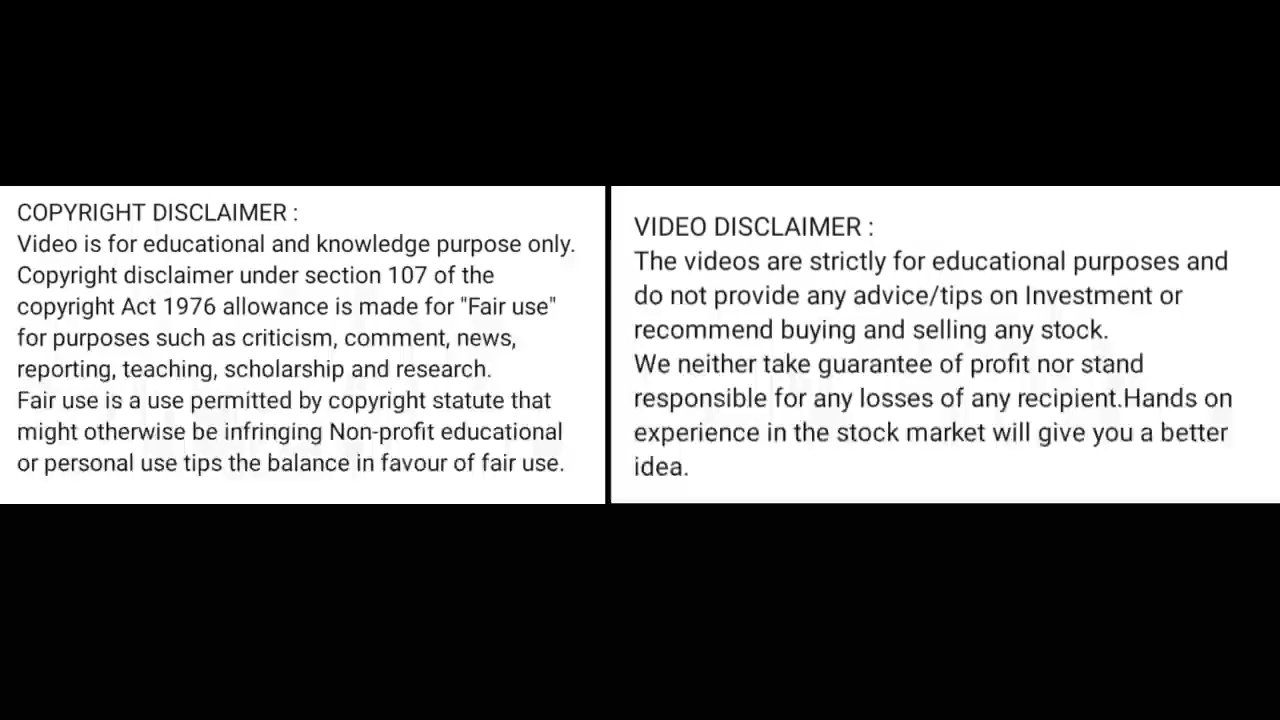 COPYRIGHT DISCLAIMER :
Video is for educational and knowledge purpose only.
Copyright disclaimer under section 107 of the
copyright Act 1976 allowance is made for "Fair use"
for purposes such as criticism, comment, news,
reporting, teaching, scholarship and research.
Fair use is a use permitted by copyright statute that
might otherwise be infringing Non-profit educational
or personal use tips the balance in favour of fair use.
VIDEO DISCLAIMER :
The videos are strictly for educational purposes and
do not provide any advice/tips on Investment or
recommend buying and selling any stock.
We neither take guarantee of profit nor stand
responsible for any losses of any recipient.Hands on
experience in the stock market will give you a better
idea.